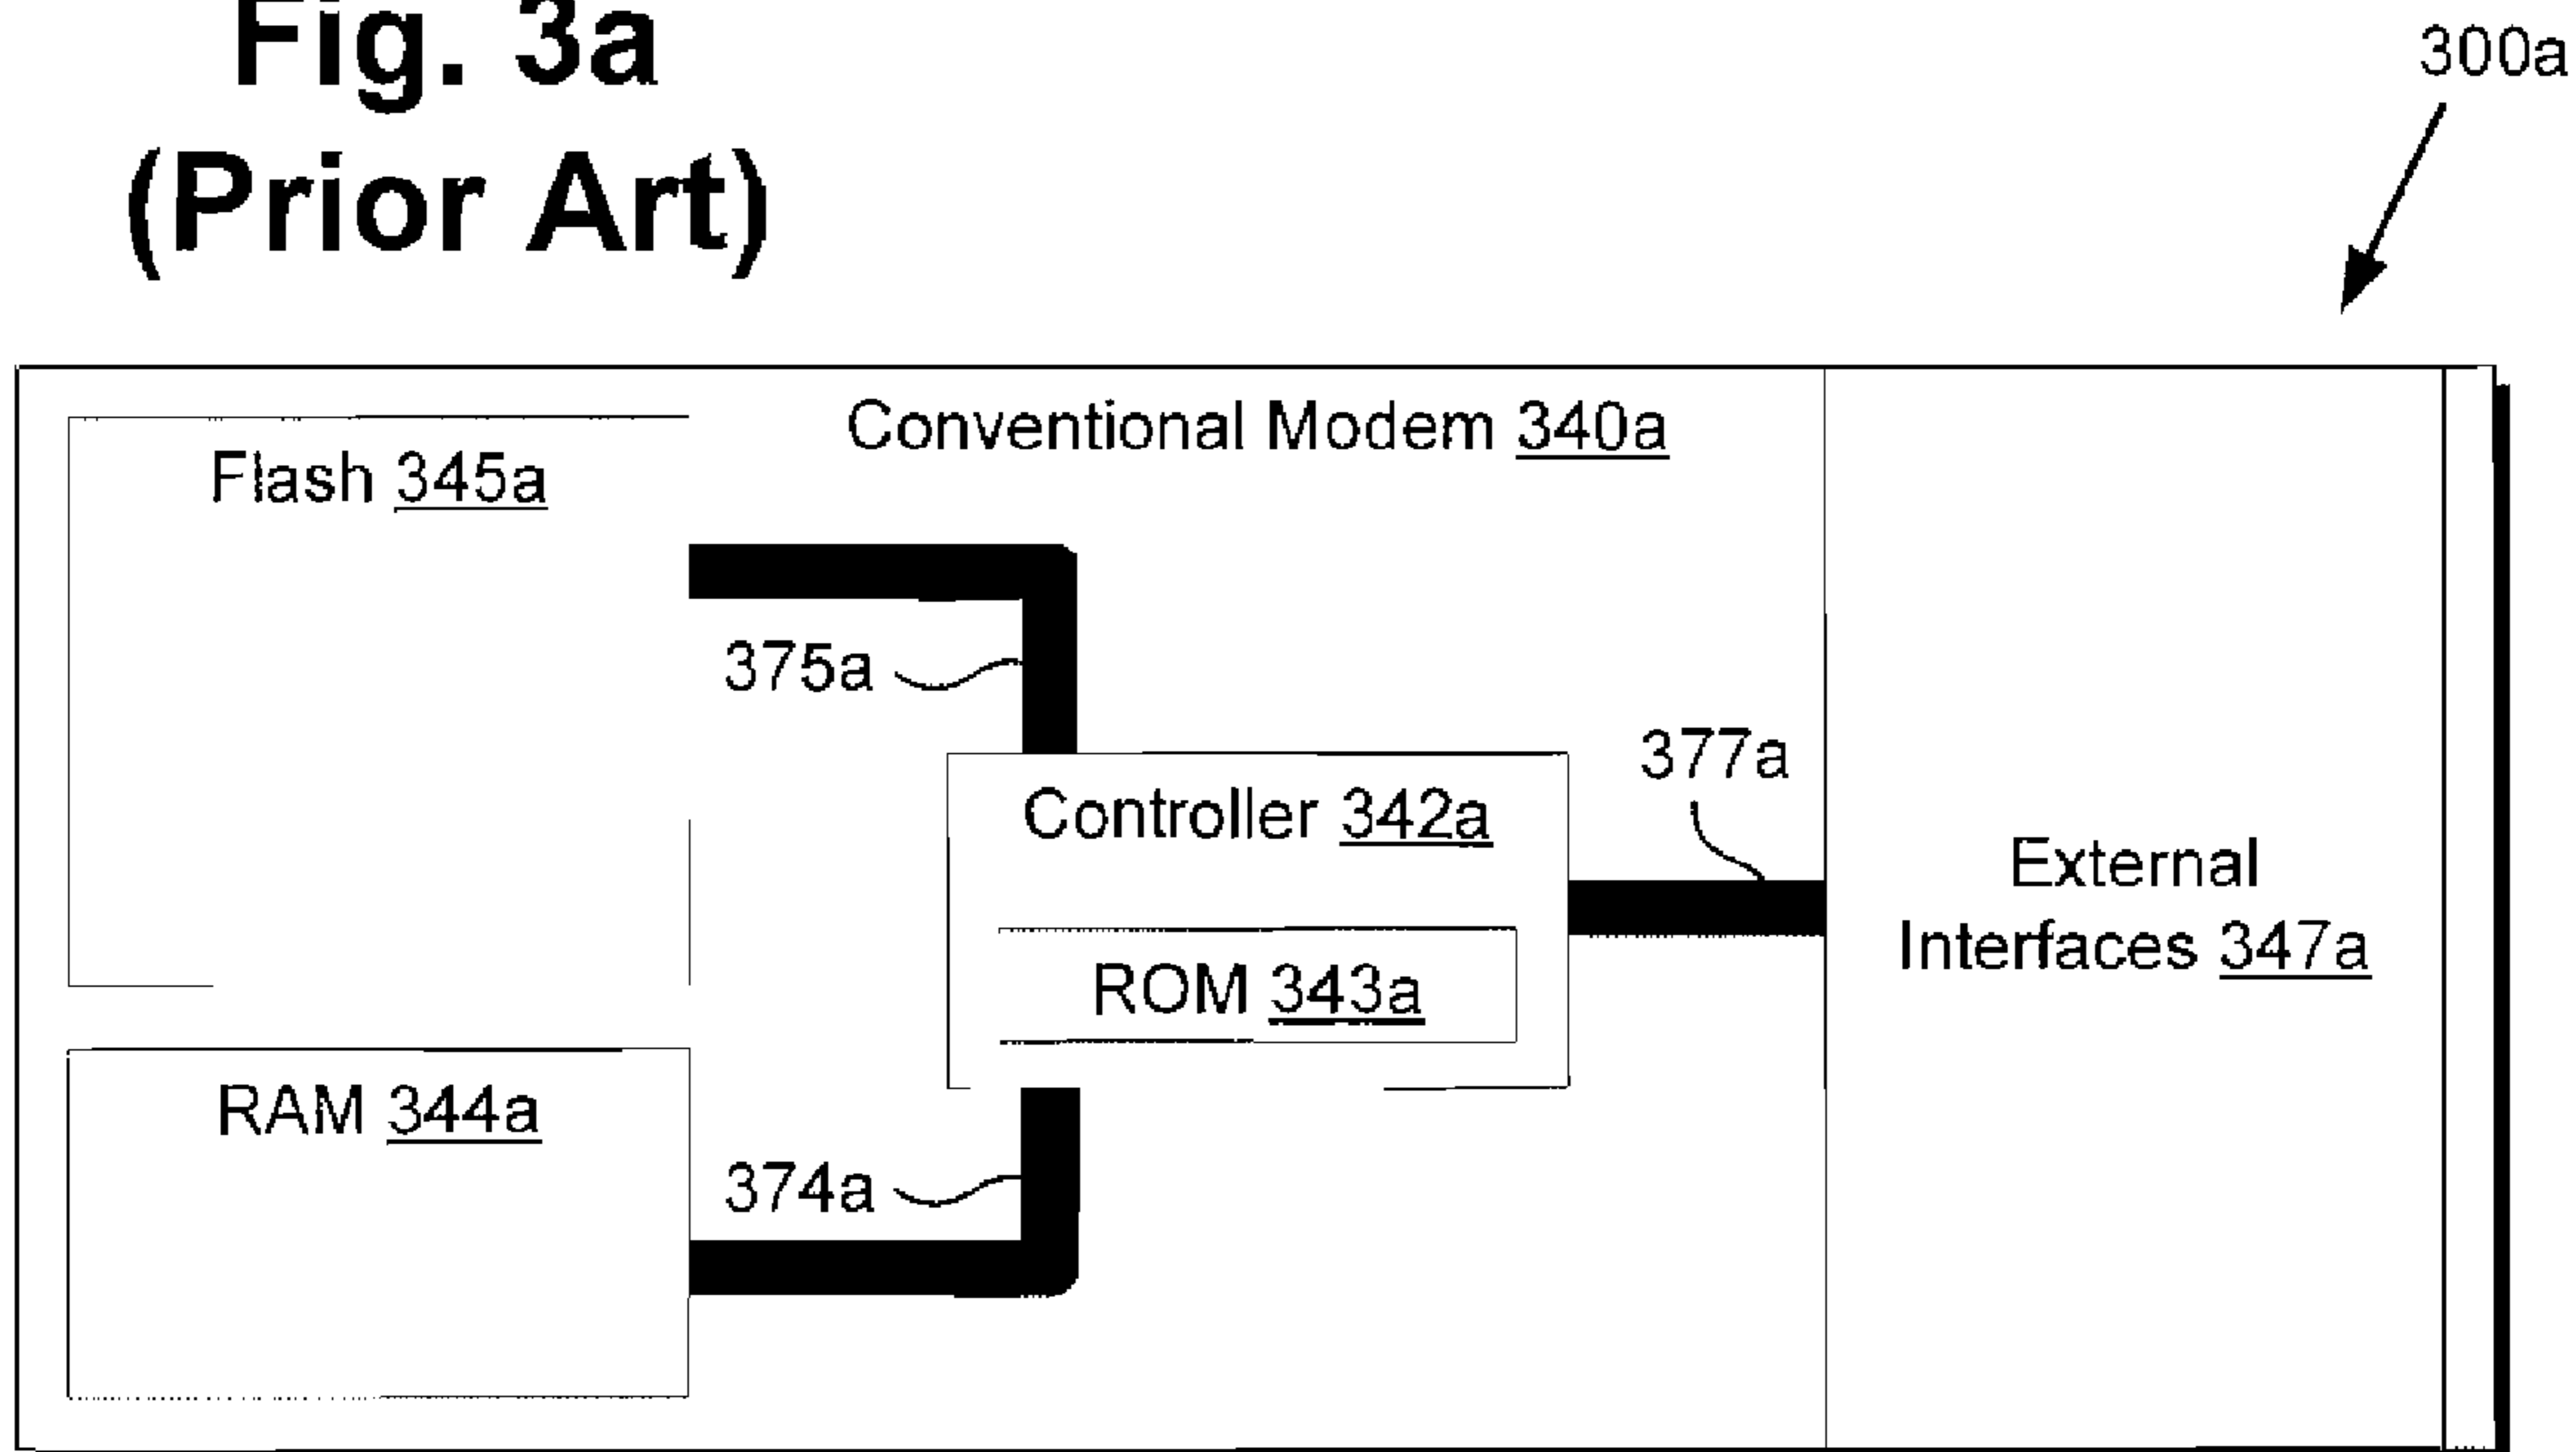 Fig. 3a
(Prior Art)
300a
Conventional Modem 340a
Flash 345a
375a
377a
Controller 342a
External
Interfaces 347a
ROM 343a
RAM 344a
374a